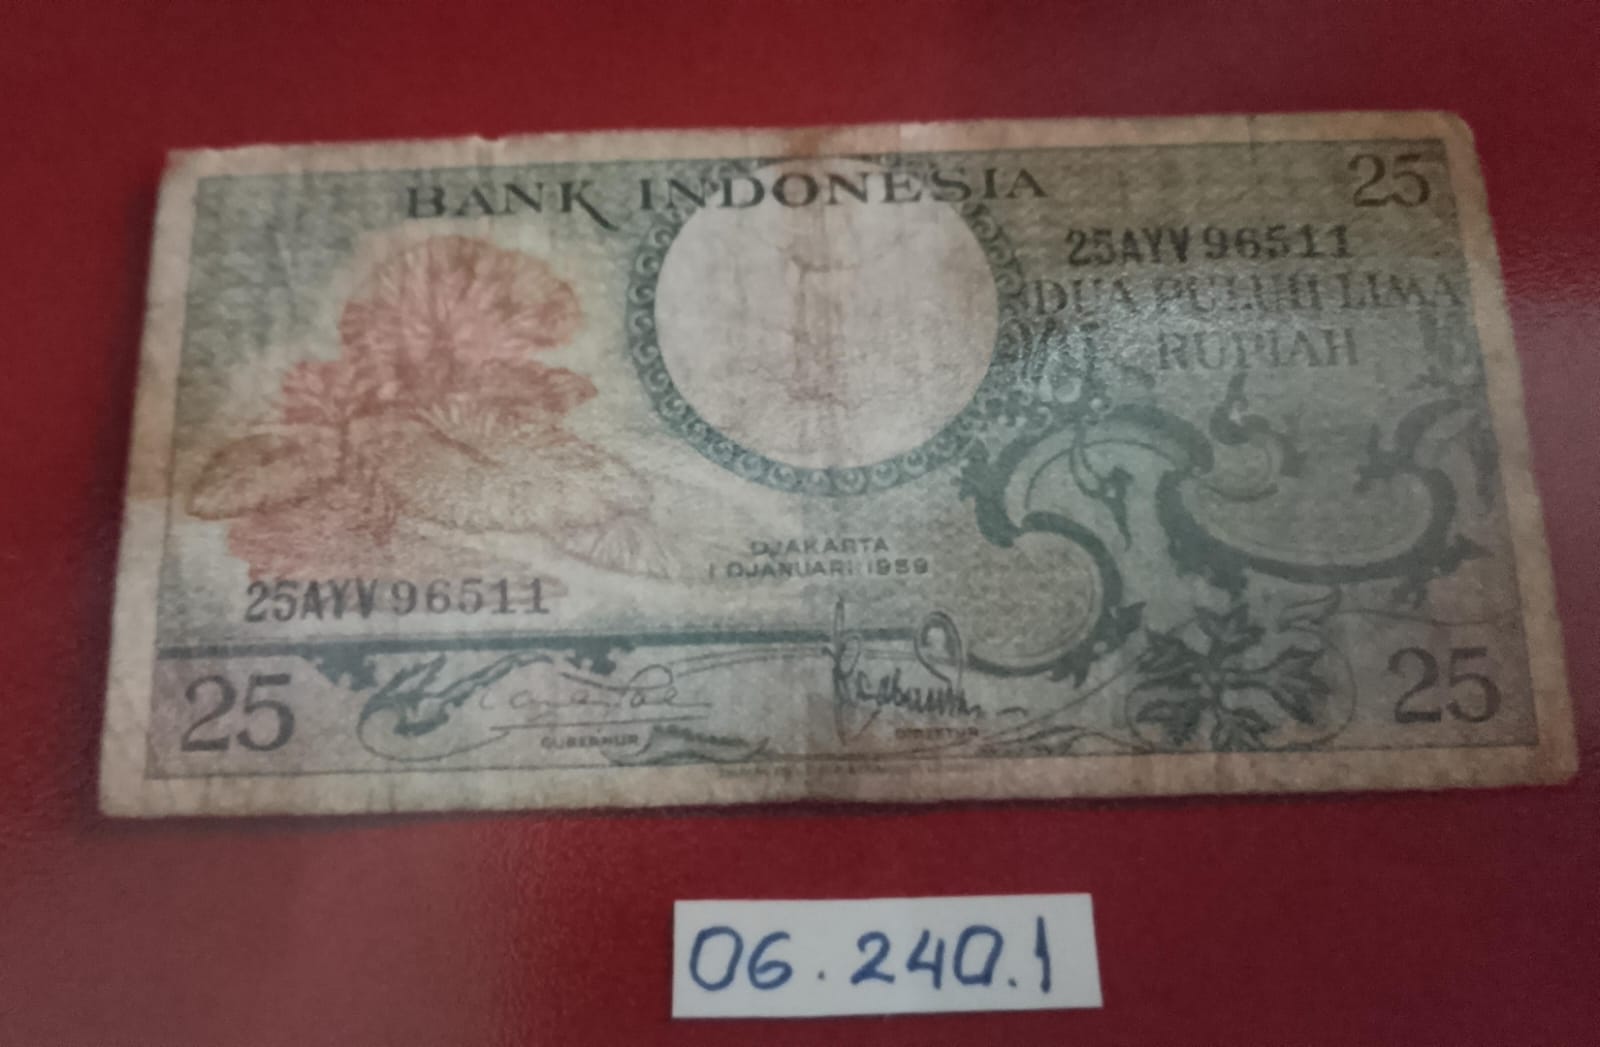 BANK INDONESIA
25
25AYV 96511
DUA PULUH LIMA
RUPIAH
DJAKARTA
1 DJANUARI 1959
25AYV 96511
25
GUBERNUR
DIREKTUR
25
06.240.1